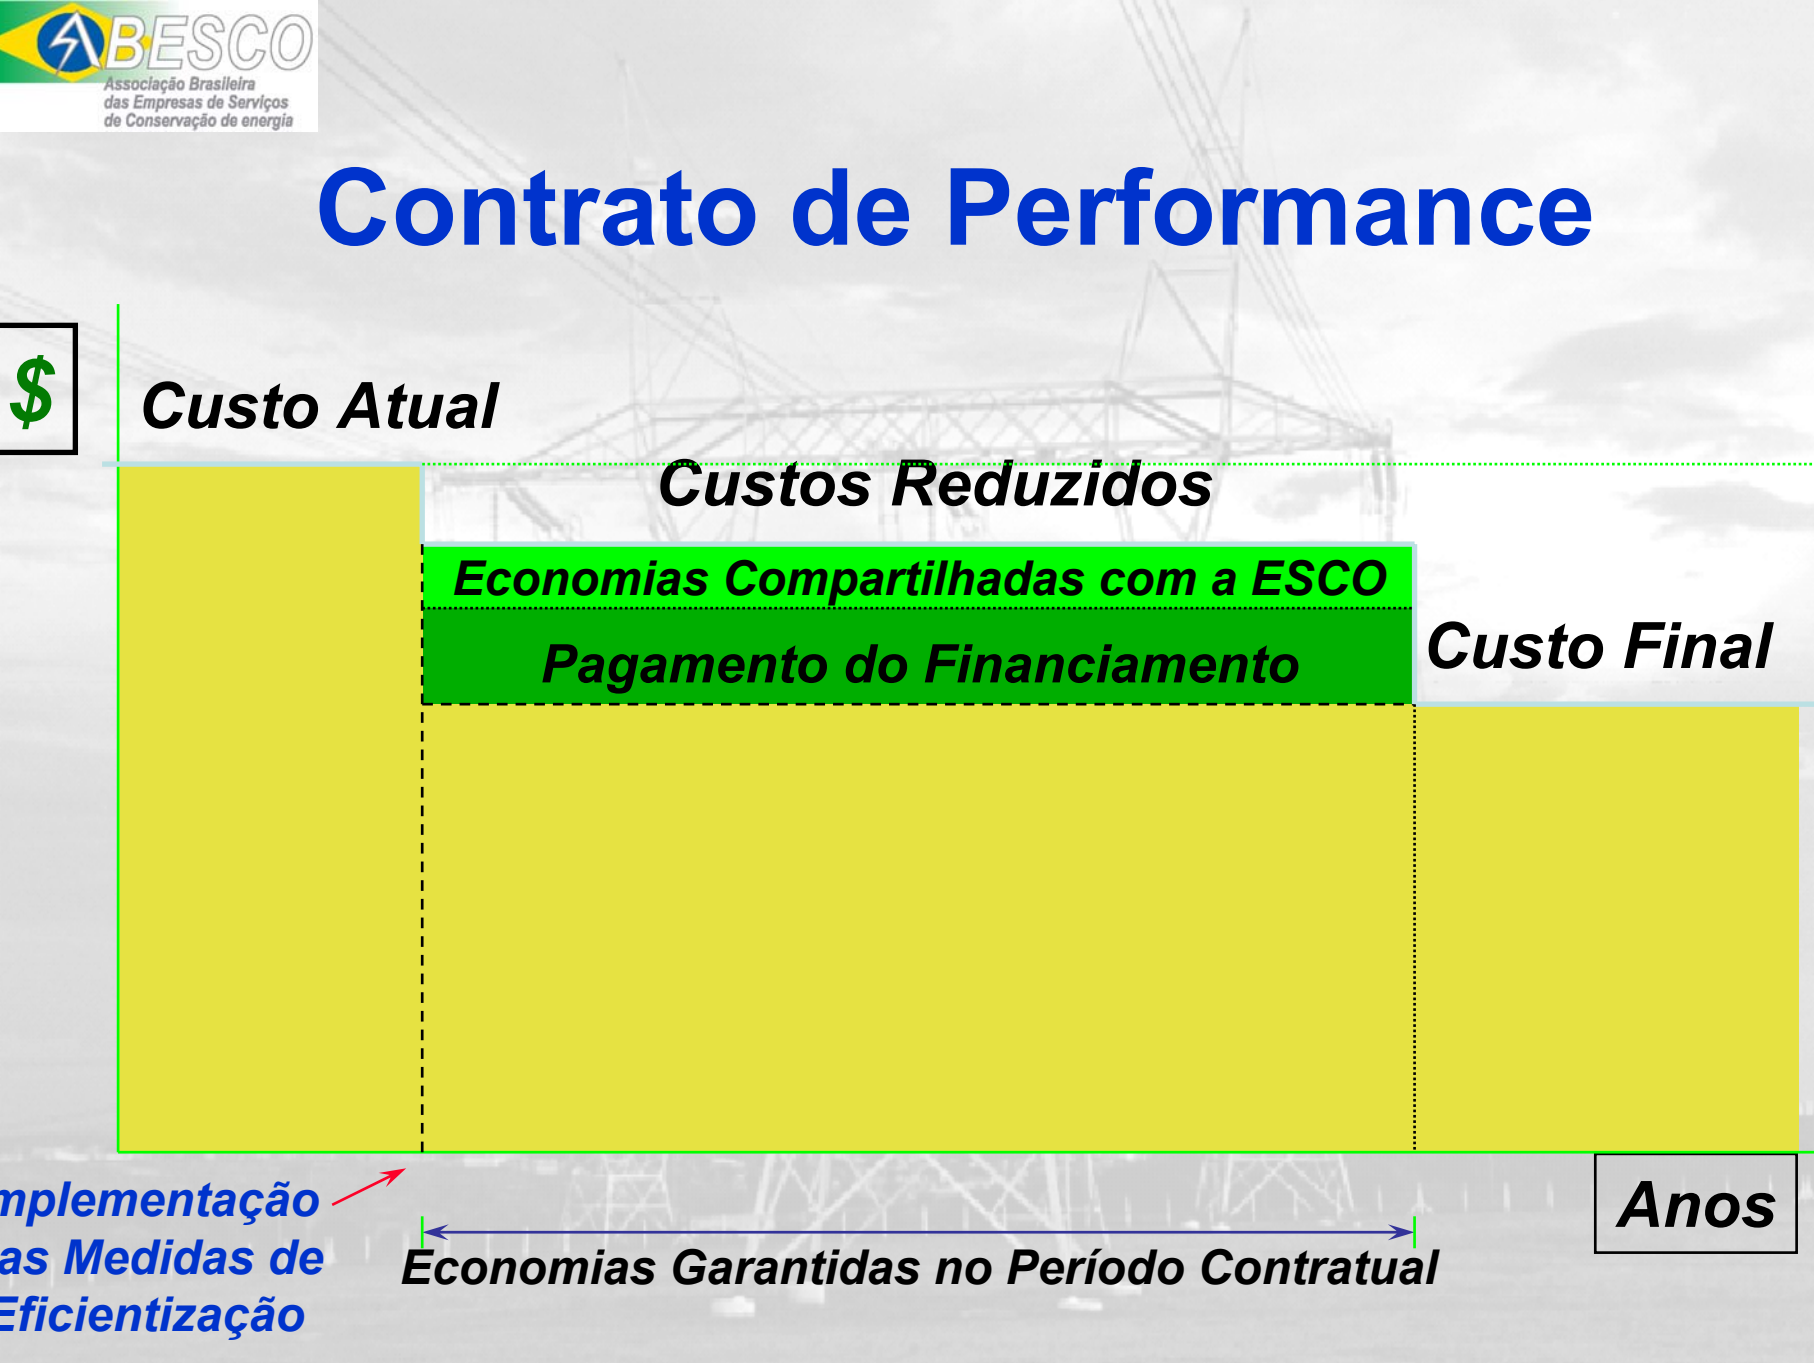 ABESCO
Associação Brasileira
das Empresas de Serviços
de Conservação de energia
Contrato de Performance
$
Custo Atual
Custos Reduzidos
Economias Compartilhadas com a ESCO
Pagamento do Financiamento
Custo Final
Anos
mplementação
as Medidas de
Eficientização
Economias Garantidas no Período Contratual